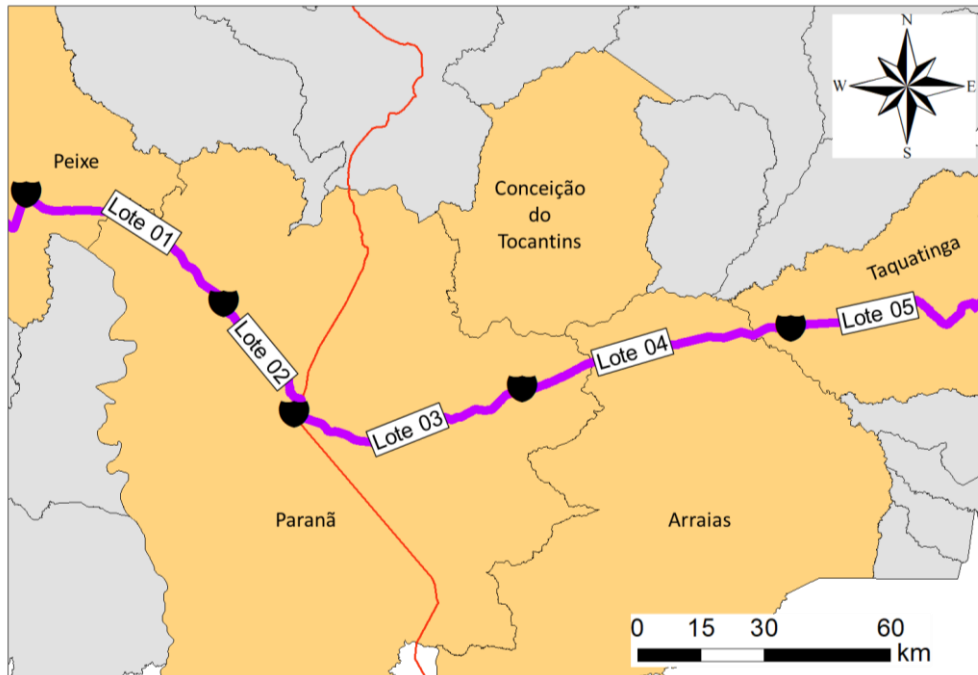 N
W
E
S
Peixe
Conceição
do
Tocantins
Lote 01
Taquatinga
Lote 05
Lote 02
Lote 04
Lote 03
Paranã
Arraias
0 15 30 60
km